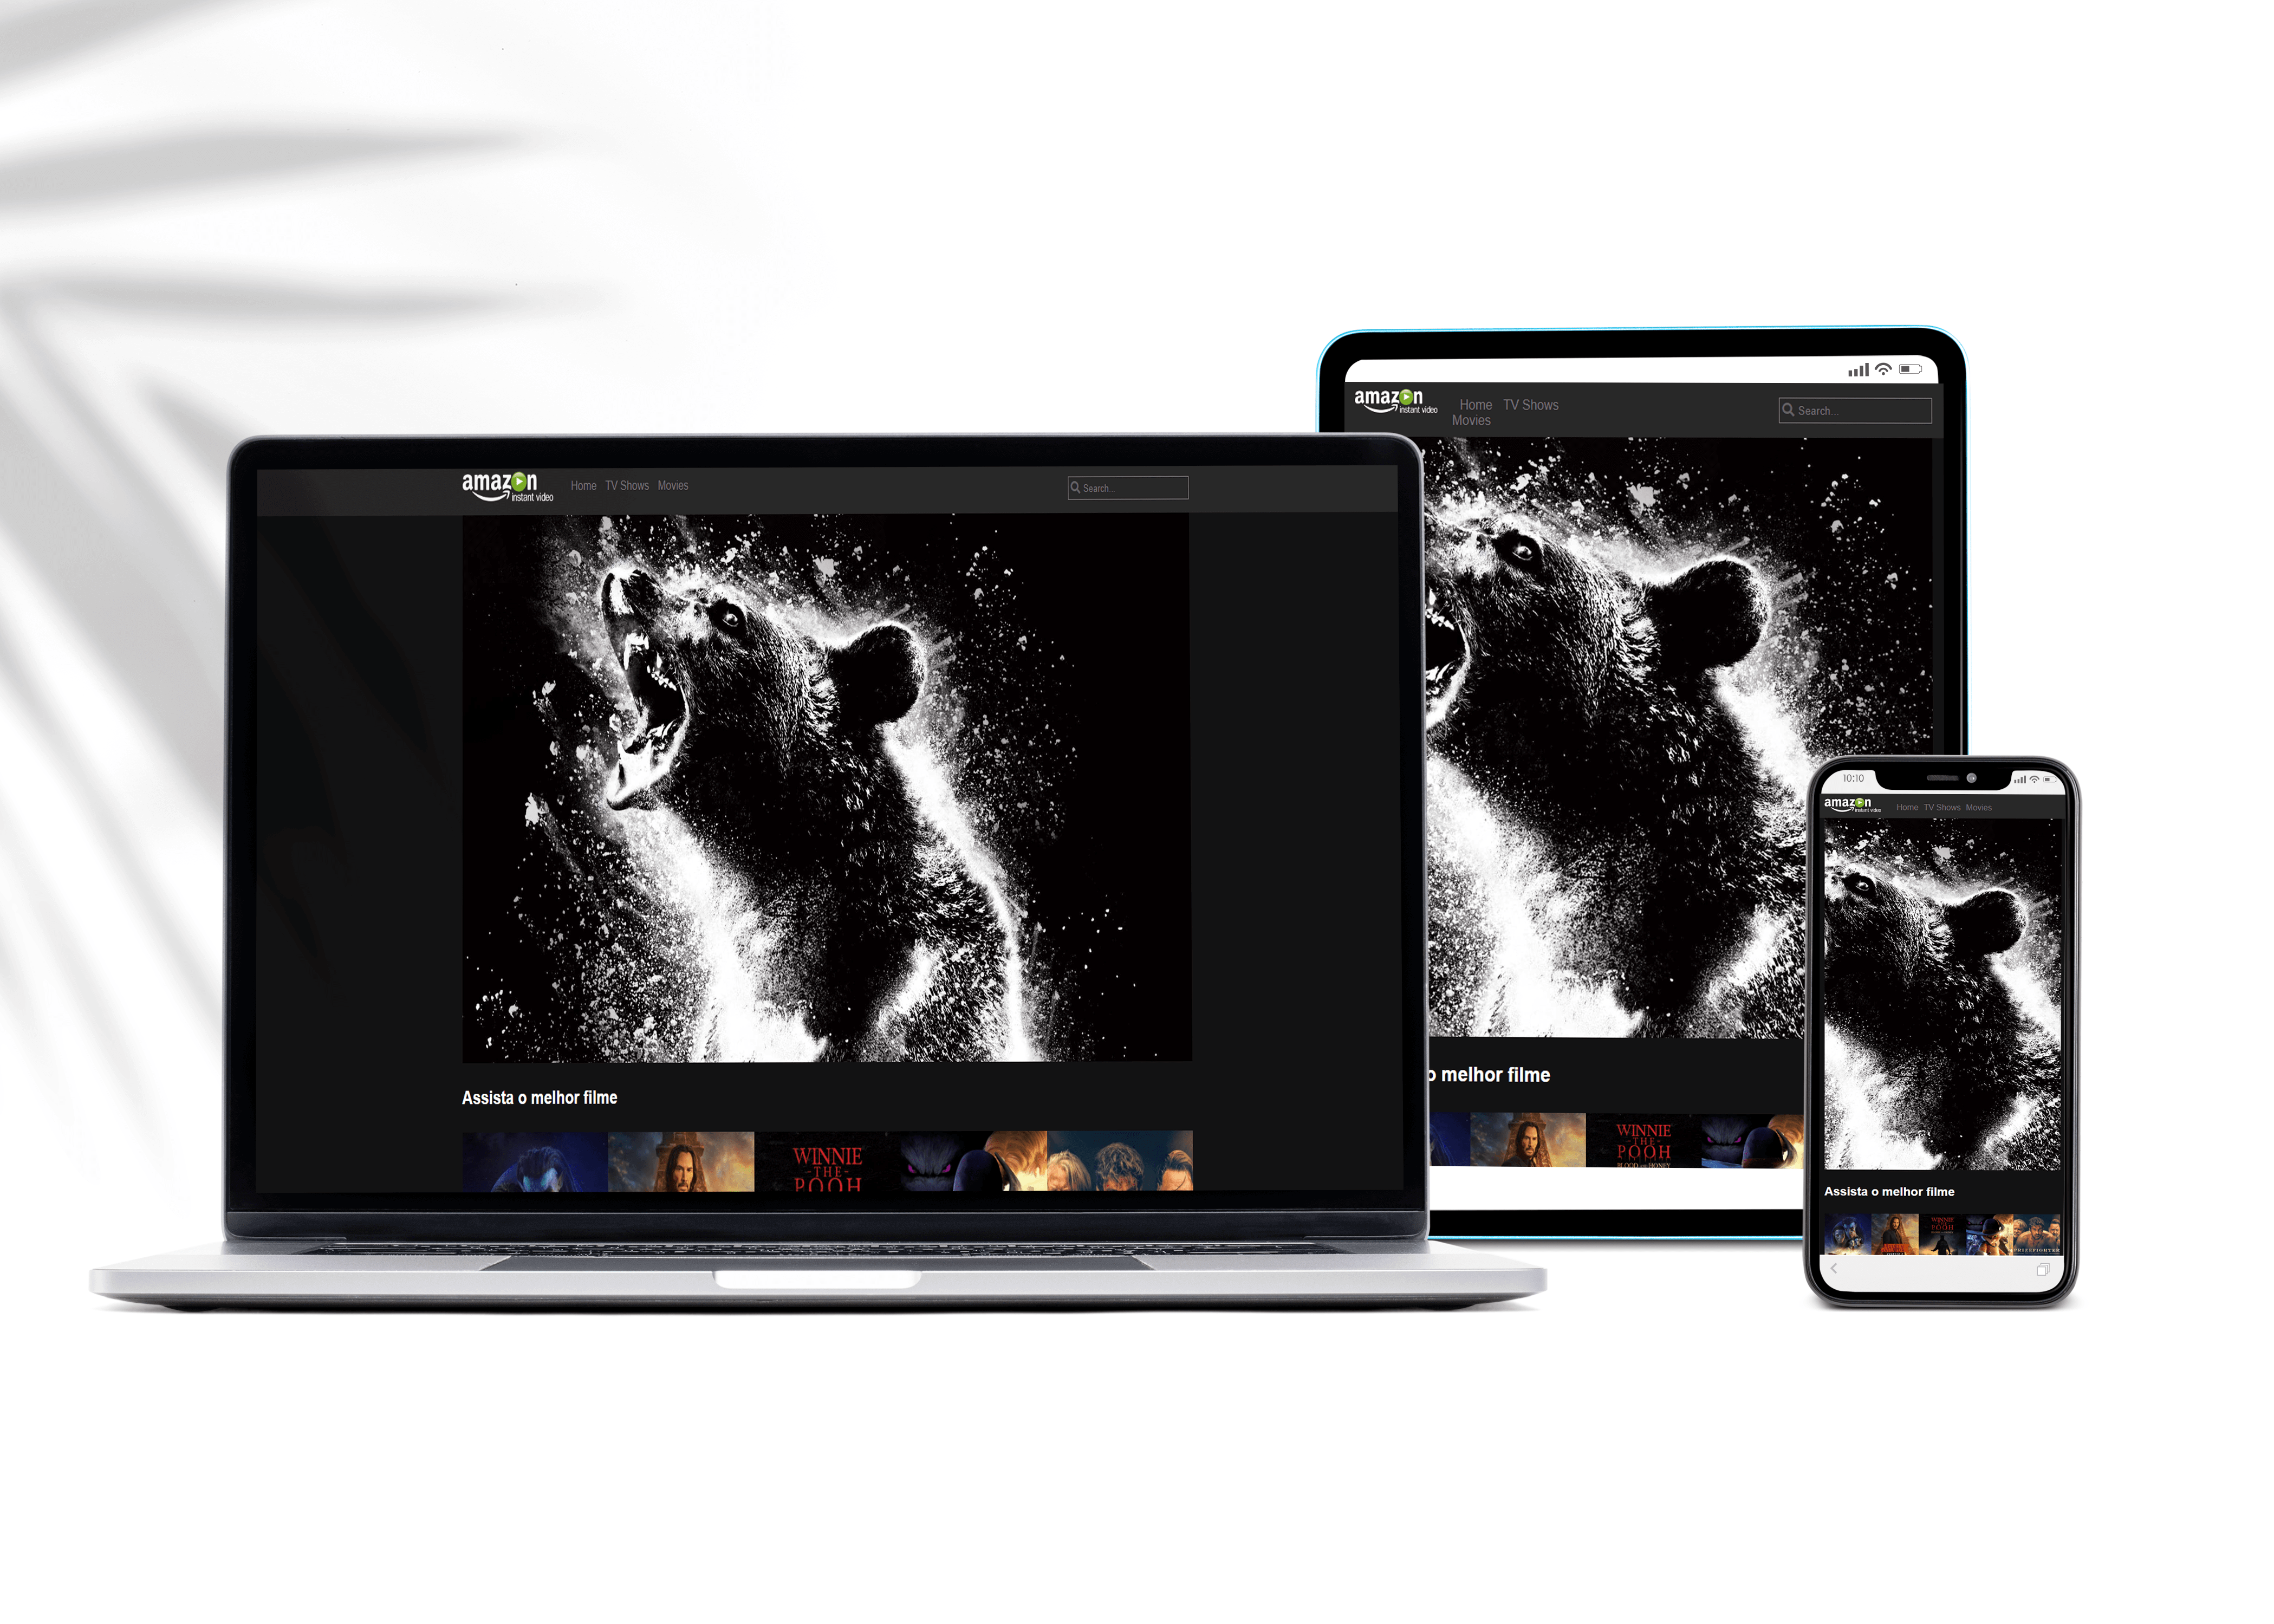 amazon
instant video
Home TV Shows Movies
Search...
Assista o melhor filme
WINNIE
-THE-
POOH
amazon
instant video
Home TV Shows
Movies
Search...
o melhor filme
WINNIE
-THE-
POOH
BLOOD AND HONEY
10:10
amazon
instant video
Home TV Shows Movies
Assista o melhor filme
WINNIE
POOH
PRIZEFIGHTER